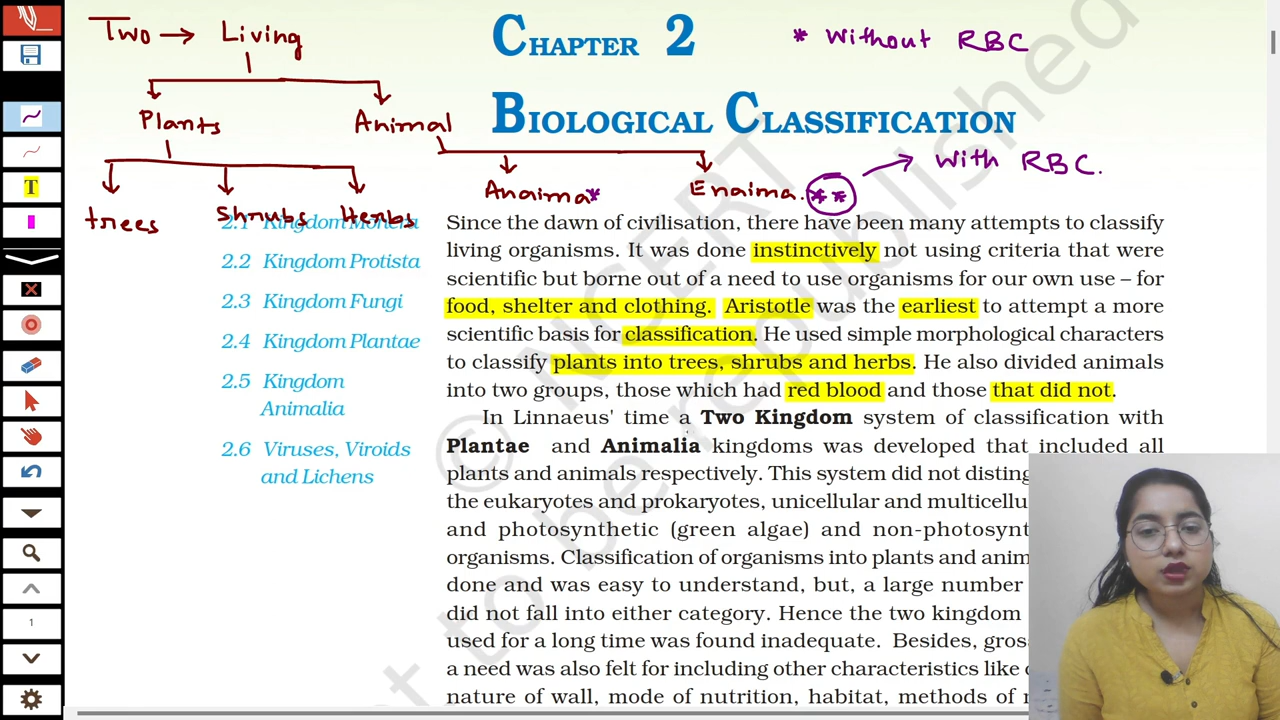 Two → Living
* Without RBC
CHAPTER 2
Plants Animal
BIOLOGICAL CLASSIFICATION
With RBC.
Anaima* Enaima. **
trees Shrubs Herbs
2.1 Kingdom Monera
2.2 Kingdom Protista
2.3 Kingdom Fungi
2.4 Kingdom Plantae
2.5 Kingdom
Animalia
2.6 Viruses, Viroids
and Lichens
Since the dawn of civilisation, there have been many attempts to classify
living organisms. It was done instinctively not using criteria that were
scientific but borne out of a need to use organisms for our own use – for
food, shelter and clothing. Aristotle was the earliest to attempt a more
scientific basis for classification. He used simple morphological characters
to classify plants into trees, shrubs and herbs. He also divided animals
into two groups, those which had red blood and those that did not.
In Linnaeus' time a Two Kingdom system of classification with
Plantae and Animalia kingdoms was developed that included all
plants and animals respectively. This system did not disting
the eukaryotes and prokaryotes, unicellular and multicellu
and photosynthetic (green algae) and non-photosynt
organisms. Classification of organisms into plants and anim
done and was easy to understand, but, a large number
did not fall into either category. Hence the two kingdom
used for a long time was found inadequate. Besides, gros
a need was also felt for including other characteristics like
nature of wall, mode of nutrition, habitat, methods of
© NCERT
not to be republished
T
1